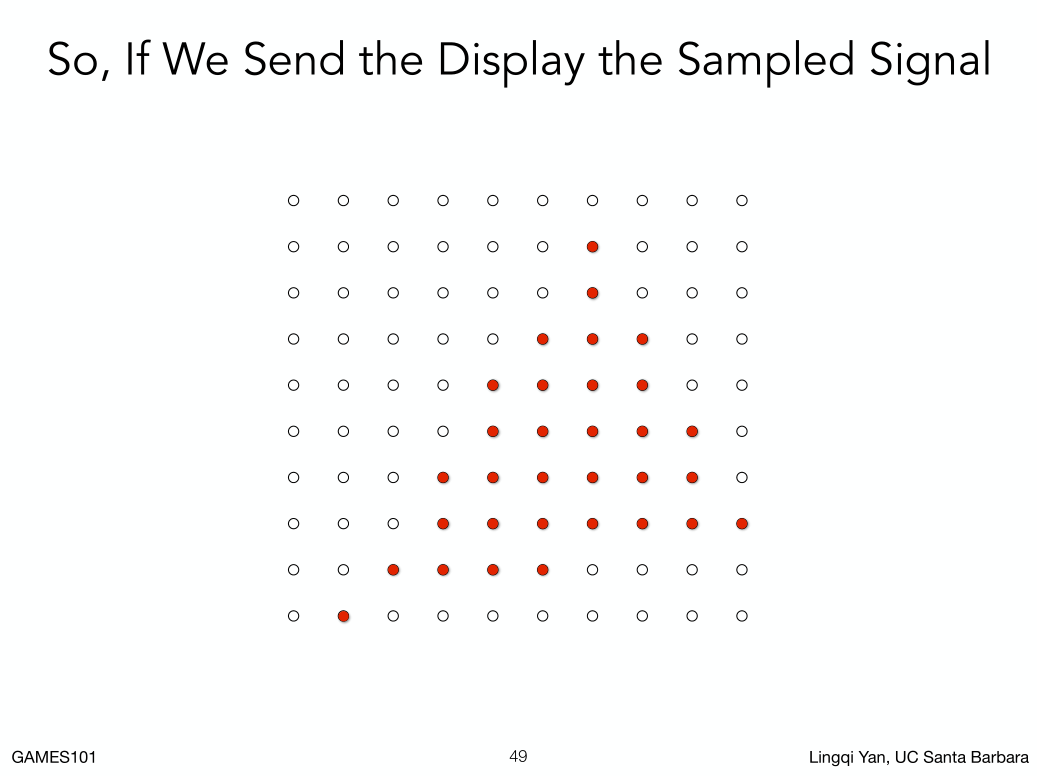 So, If We Send the Display the Sampled Signal
GAMES101
49
Lingqi Yan, UC Santa Barbara